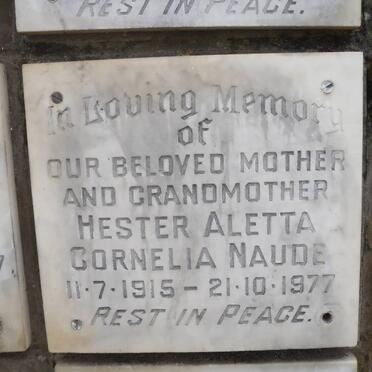 REST IN PEACE.
In Loving Memory
of
OUR BELOVED MOTHER
AND GRANDMOTHER
HESTER ALETTA
CORNELIA NAUDE
11·7·1915 – 21·10·1977
REST IN PEACE.